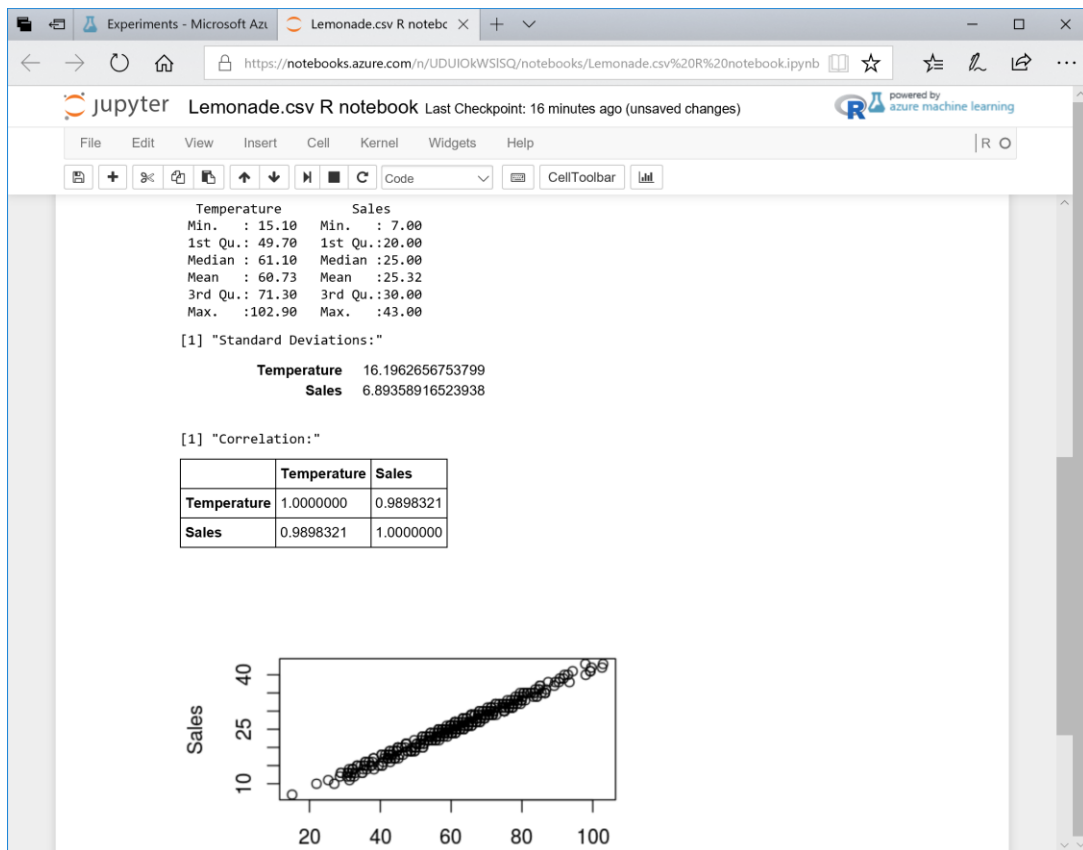 Experiments - Microsoft Azu
Lemonade.csv R notebc
https://notebooks.azure.com/n/UDUIOkWSlSQ/notebooks/Lemonade.csv%20R%20notebook.ipynb
jupyter Lemonade.csv R notebook Last Checkpoint: 16 minutes ago (unsaved changes)
R powered by
azure machine learning
File Edit View Insert Cell Kernel Widgets Help R
Code CellToolbar
Temperature Sales
Min. : 15.10 Min. : 7.00
1st Qu.: 49.70 1st Qu.:20.00
Median : 61.10 Median :25.00
Mean : 60.73 Mean :25.32
3rd Qu.: 71.30 3rd Qu.:30.00
Max. :102.90 Max. :43.00
[1] "Standard Deviations:"
Temperature 16.1962656753799
Sales 6.89358916523938
[1] "Correlation:"
Temperature Sales
Temperature 1.0000000 0.9898321
Sales 0.9898321 1.0000000
Sales
40
25
10
20 40 60 80 100